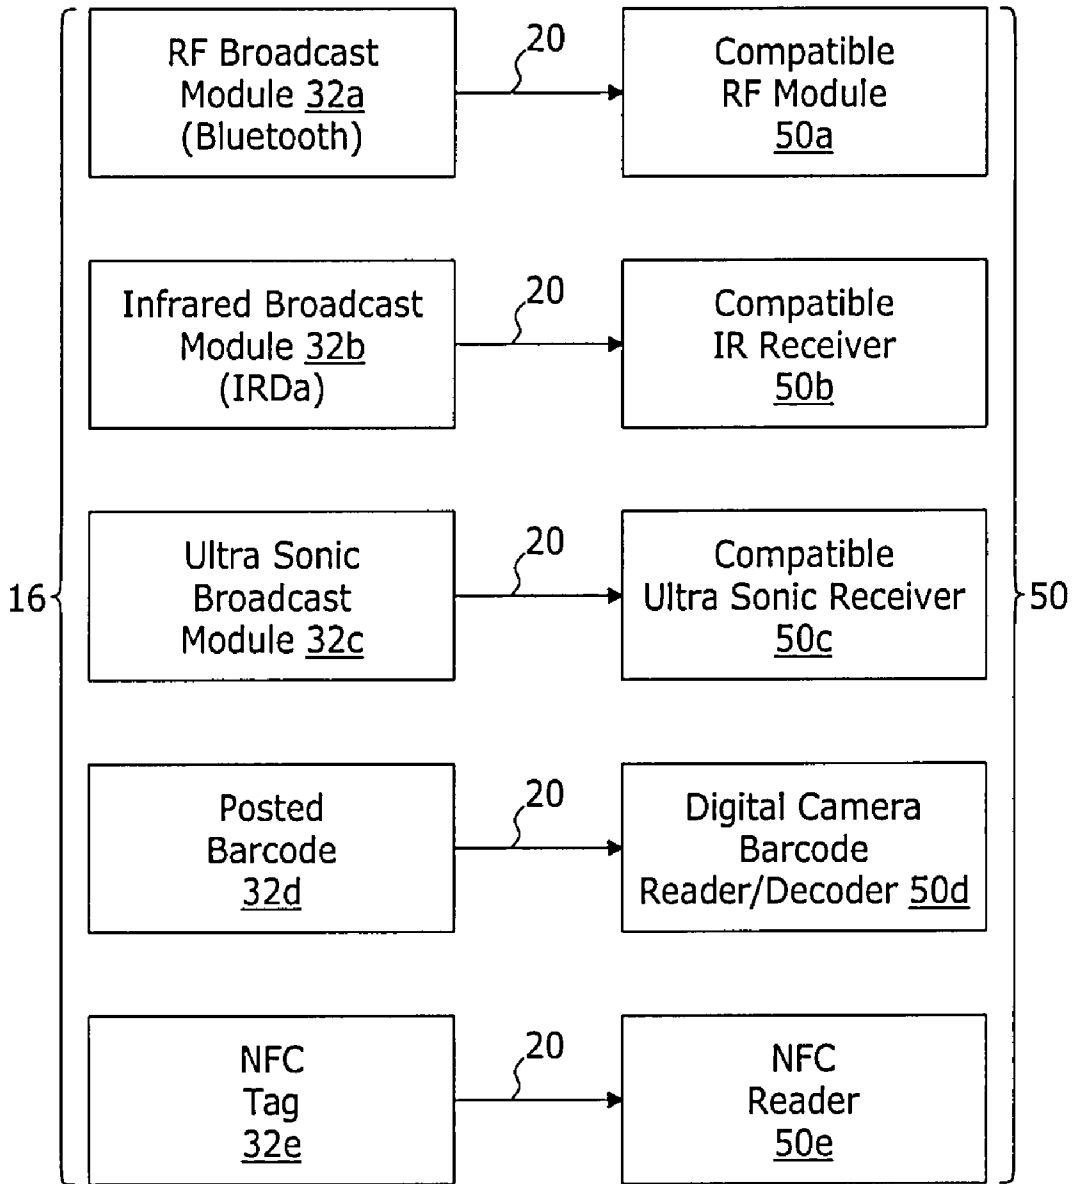 RF Broadcast
Module 32a
(Bluetooth)
20
Compatible
RF Module
50a
Infrared Broadcast
Module 32b
(IRDa)
20
Compatible
IR Receiver
50b
16
Ultra Sonic
Broadcast
Module 32c
20
Compatible
Ultra Sonic Receiver
50c
50
Posted
Barcode
32d
20
Digital Camera
Barcode
Reader/Decoder 50d
NFC
Tag
32e
20
NFC
Reader
50e